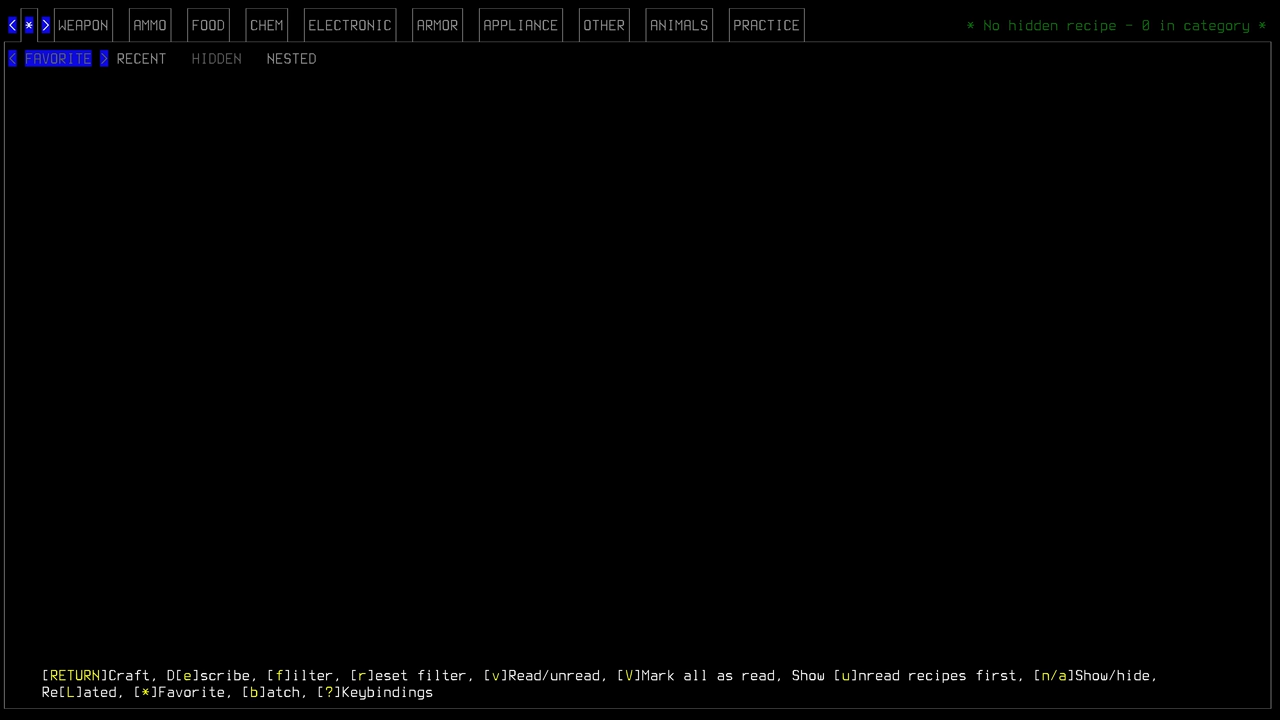 < * > WEAPON AMMO FOOD CHEM ELECTRONIC ARMOR APPLIANCE OTHER ANIMALS PRACTICE * No hidden recipe - 0 in category *
< FAVORITE > RECENT HIDDEN NESTED
[RETURN]Craft, D[e]scribe, [f]ilter, [r]eset filter, [v]Read/unread, [V]Mark all as read, Show [u]nread recipes first, [n/a]Show/hide,
Re[L]ated, [*]Favorite, [b]atch, [?]Keybindings